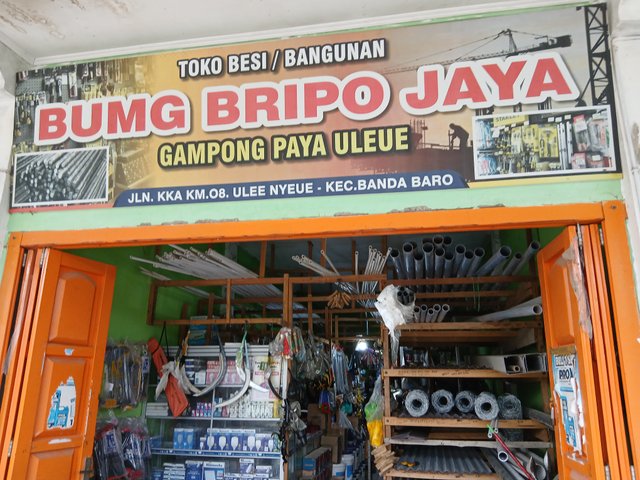 TOKO BESI / BANGUNAN
BUMG BRIPO JAYA
GAMPONG PAYA ULEUE
JLN. KKA KM.08. ULEE NYEUE - KEC.BANDA BARO